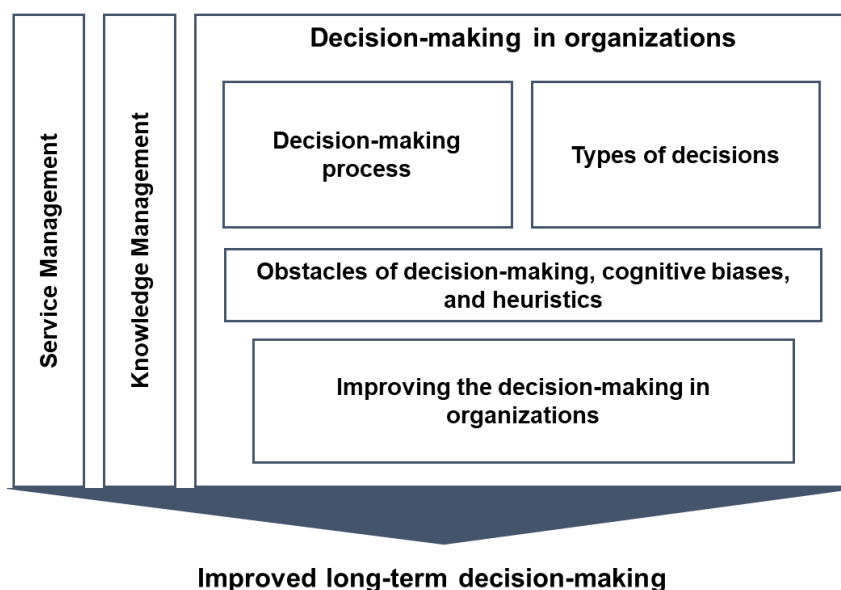 Service Management
Knowledge Management
Decision-making in organizations
Decision-making
process
Types of decisions
Obstacles of decision-making, cognitive biases,
and heuristics
Improving the decision-making in
organizations
Improved long-term decision-making